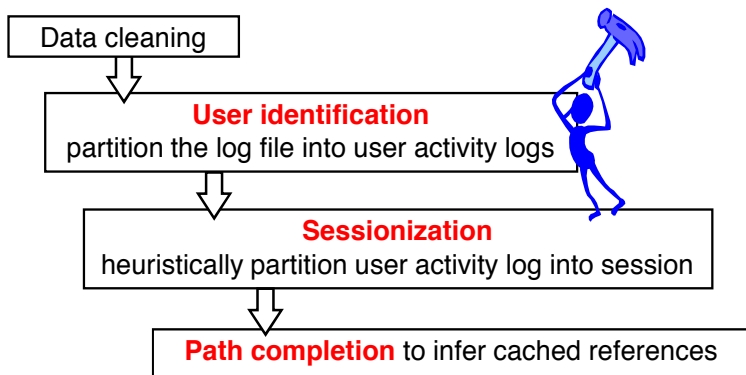 Data cleaning
User identification
partition the log file into user activity logs
Sessionization
heuristically partition user activity log into session
Path completion to infer cached references